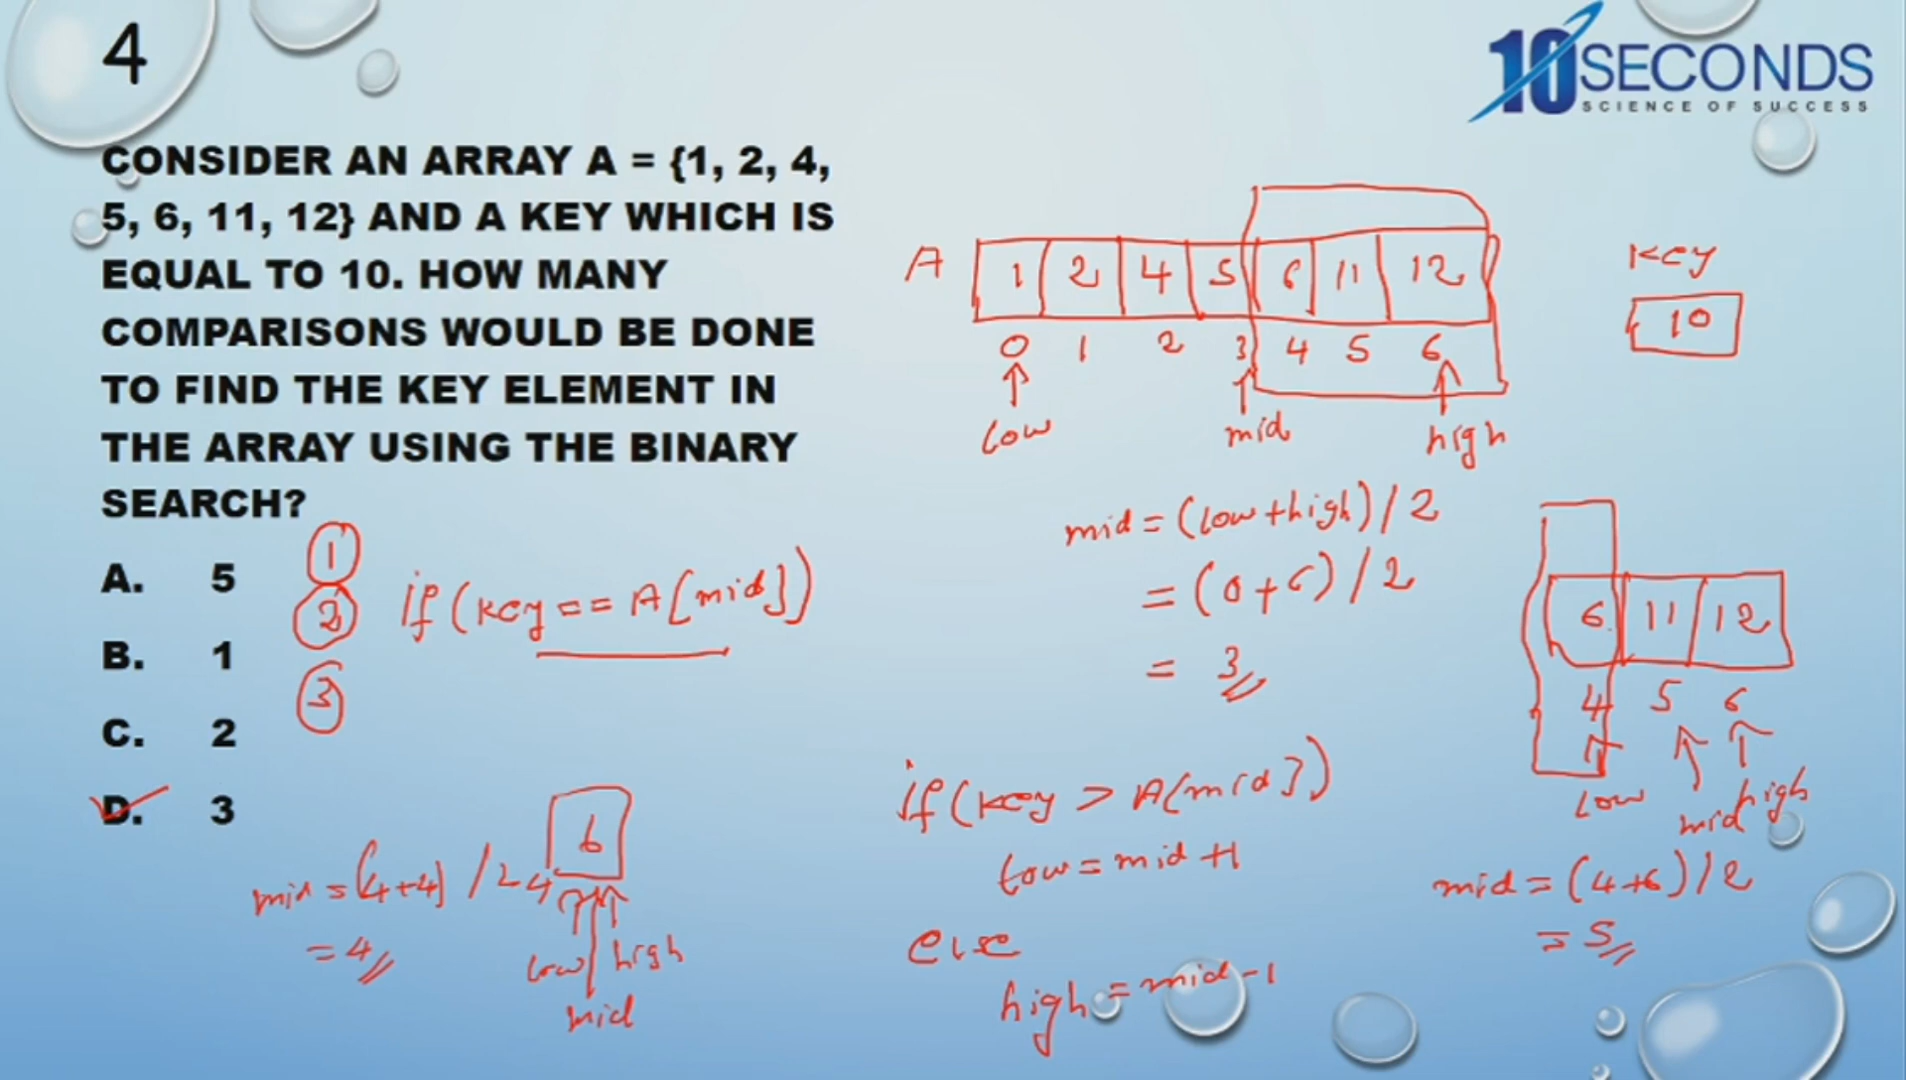 4
10SECONDS
SCIENCE OF SUCCESS
CONSIDER AN ARRAY A = {1, 2, 4,
5, 6, 11, 12} AND A KEY WHICH IS
EQUAL TO 10. HOW MANY
COMPARISONS WOULD BE DONE
TO FIND THE KEY ELEMENT IN
THE ARRAY USING THE BINARY
SEARCH?
A. 5
B. 1
C. 2
D. 3
1
2
3
if (key == A[mid])
A 1 2 4 5 6 11 12
0 1 2 3 4 5 6
low mid high
key
10
mid = (low+high)/2
= (0+6)/2
= 3
6 11 12
4 5 6
low mid high
mid = (4+6)/2
= 5
if (key > A[mid])
low = mid+1
else
high = mid-1
6
4
mid = (4+4)/2
= 4
low high
mid